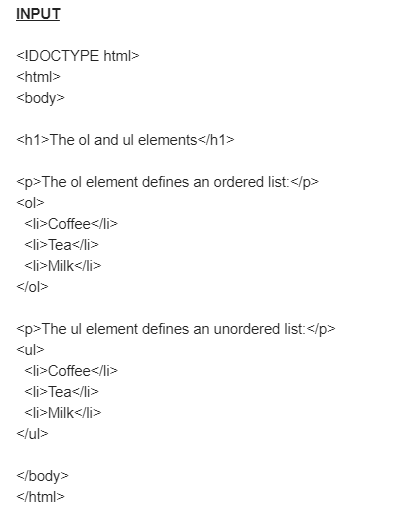 INPUT
<!DOCTYPE html>
<html>
<body>
<h1>The ol and ul elements</h1>
<p>The ol element defines an ordered list:</p>
<ol>
<li>Coffee</li>
<li>Tea</li>
<li>Milk</li>
</ol>
<p>The ul element defines an unordered list:</p>
<ul>
<li>Coffee</li>
<li>Tea</li>
<li>Milk</li>
</ul>
</body>
</html>